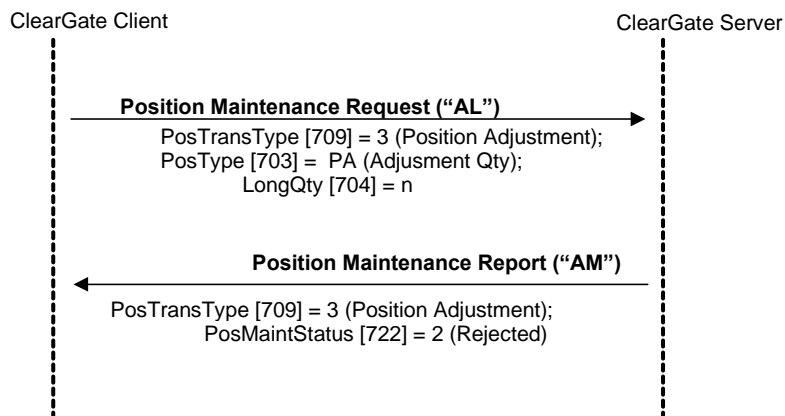 ClearGate Client
ClearGate Server
Position Maintenance Request (“AL”)
PosTransType [709] = 3 (Position Adjustment);
PosType [703] = PA (Adjusment Qty);
LongQty [704] = n
Position Maintenance Report (“AM”)
PosTransType [709] = 3 (Position Adjustment);
PosMaintStatus [722] = 2 (Rejected)